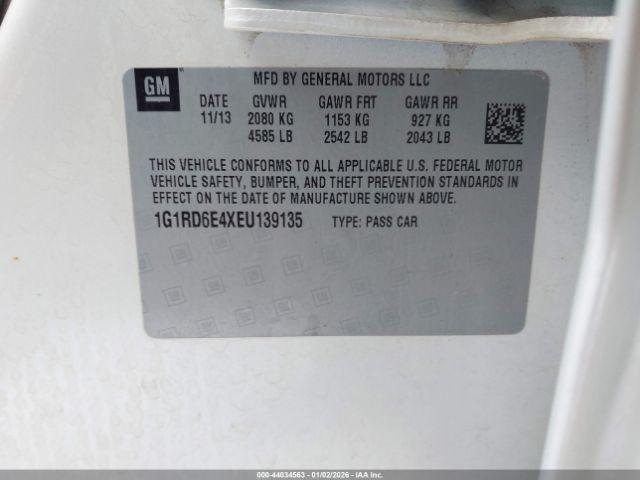 GM
MFD BY GENERAL MOTORS LLC
DATE GVWR GAWR FRT GAWR RR
11/13 2080 KG 1153 KG 927 KG
4585 LB 2542 LB 2043 LB
THIS VEHICLE CONFORMS TO ALL APPLICABLE U.S. FEDERAL MOTOR
VEHICLE SAFETY, BUMPER, AND THEFT PREVENTION STANDARDS IN
EFFECT ON THE DATE OF MANUFACTURE SHOWN ABOVE.
1G1RD6E4XEU139135 TYPE: PASS CAR
000-44034563 - 01/02/2026 - IAAI.COM